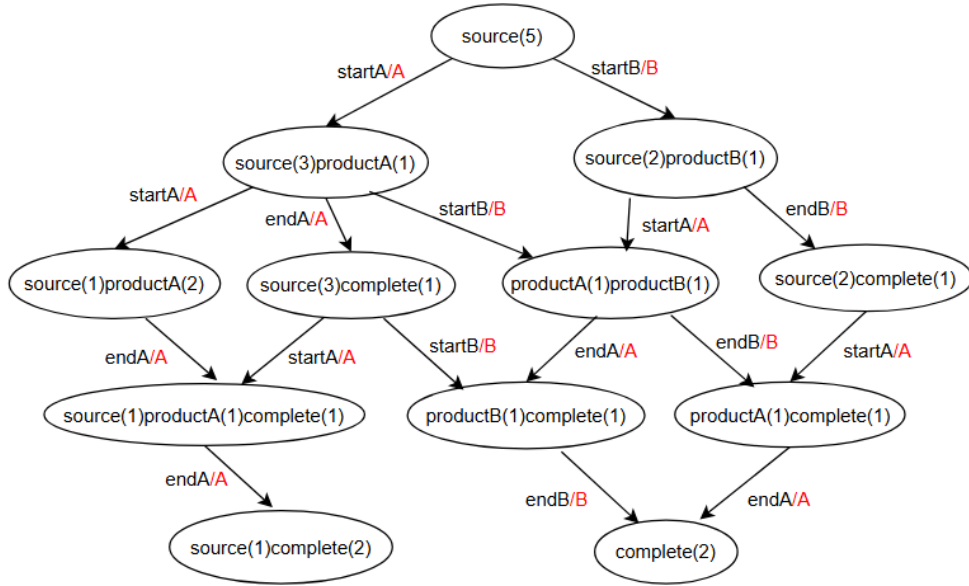 source(5)
startA/A
startB/B
source(3)productA(1)
source(2)productB(1)
startA/A
endA/A
startB/B
startA/A
endB/B
source(1)productA(2)
source(3)complete(1)
productA(1)productB(1)
source(2)complete(1)
endA/A
startA/A
startB/B
endA/A
endB/B
startA/A
source(1)productA(1)complete(1)
productB(1)complete(1)
productA(1)complete(1)
endA/A
endB/B
endA/A
source(1)complete(2)
complete(2)